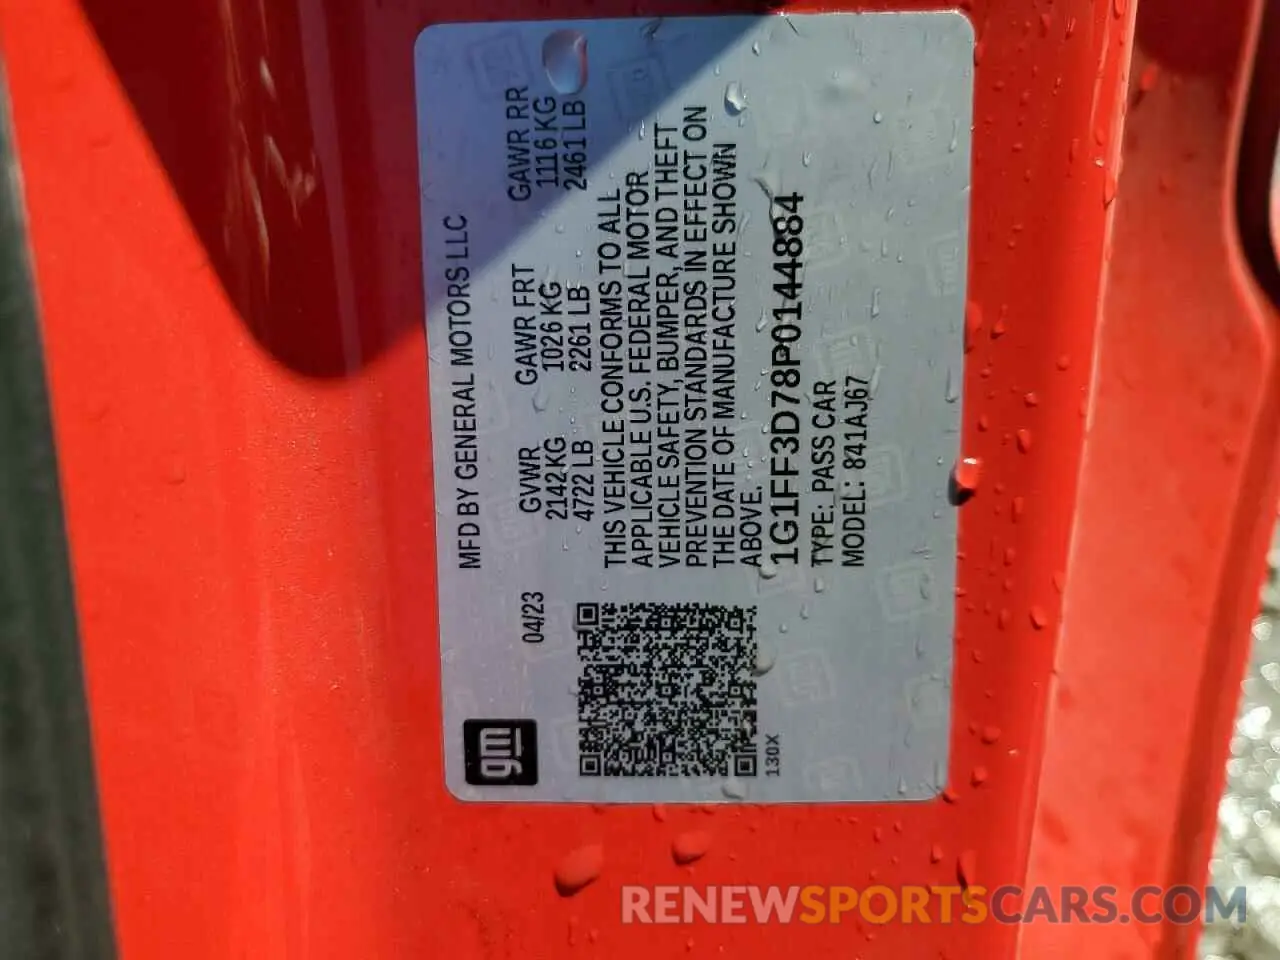 gm
MFD BY GENERAL MOTORS LLC
04/23
GVWR GAWR FRT GAWR RR
2142KG 1026 KG 1116 KG
4722 LB 2261 LB 2461 LB
THIS VEHICLE CONFORMS TO ALL
APPLICABLE U.S. FEDERAL MOTOR
VEHICLE SAFETY, BUMPER, AND THEFT
PREVENTION STANDARDS IN EFFECT ON
THE DATE OF MANUFACTURE SHOWN
ABOVE.
1G1FF3D78P0144884
TYPE: PASS CAR
MODEL: 841AJ67
130X
RENEWSPORTSCARS.COM